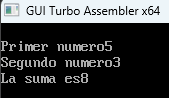 GUI Turbo Assembler x64
Primer numero5
Segundo numero3
La suma es8